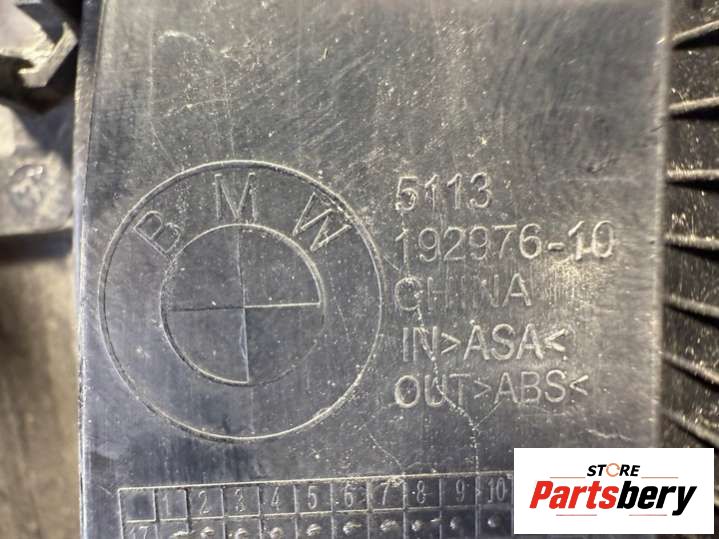 BMW
5113
192976-10
CHINA
IN>ASA<
OUT>ABS<
1 2 3 4 5 6 7 8 9 10
17
STORE
Partsbery